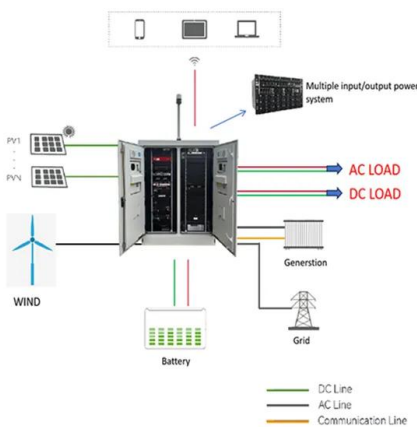 Multiple input/output power
system
PV1
PVN
AC LOAD
DC LOAD
WIND
Generstion
Grid
Battery
DC Line
AC Line
Communication Line